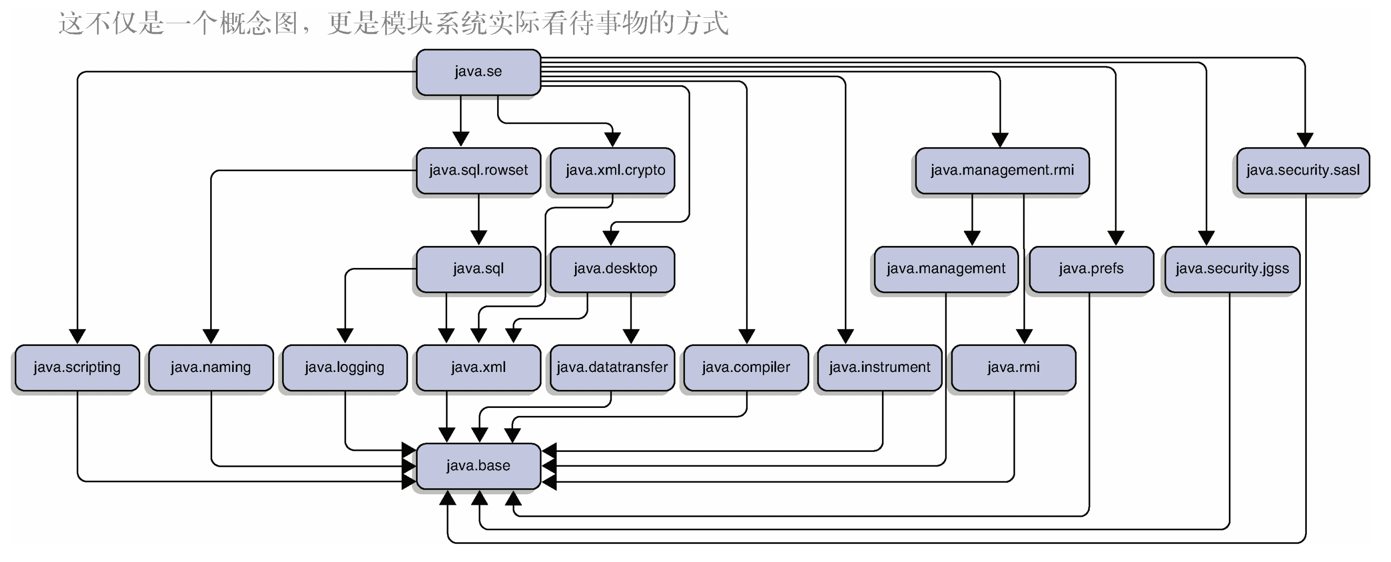 这不仅是一个概念图，更是模块系统实际看待事物的方式
java.se
java.sql.rowset
java.xml.crypto
java.management.rmi
java.security.sasl
java.sql
java.desktop
java.management
java.prefs
java.security.jgss
java.scripting
java.naming
java.logging
java.xml
java.datatransfer
java.compiler
java.instrument
java.rmi
java.base